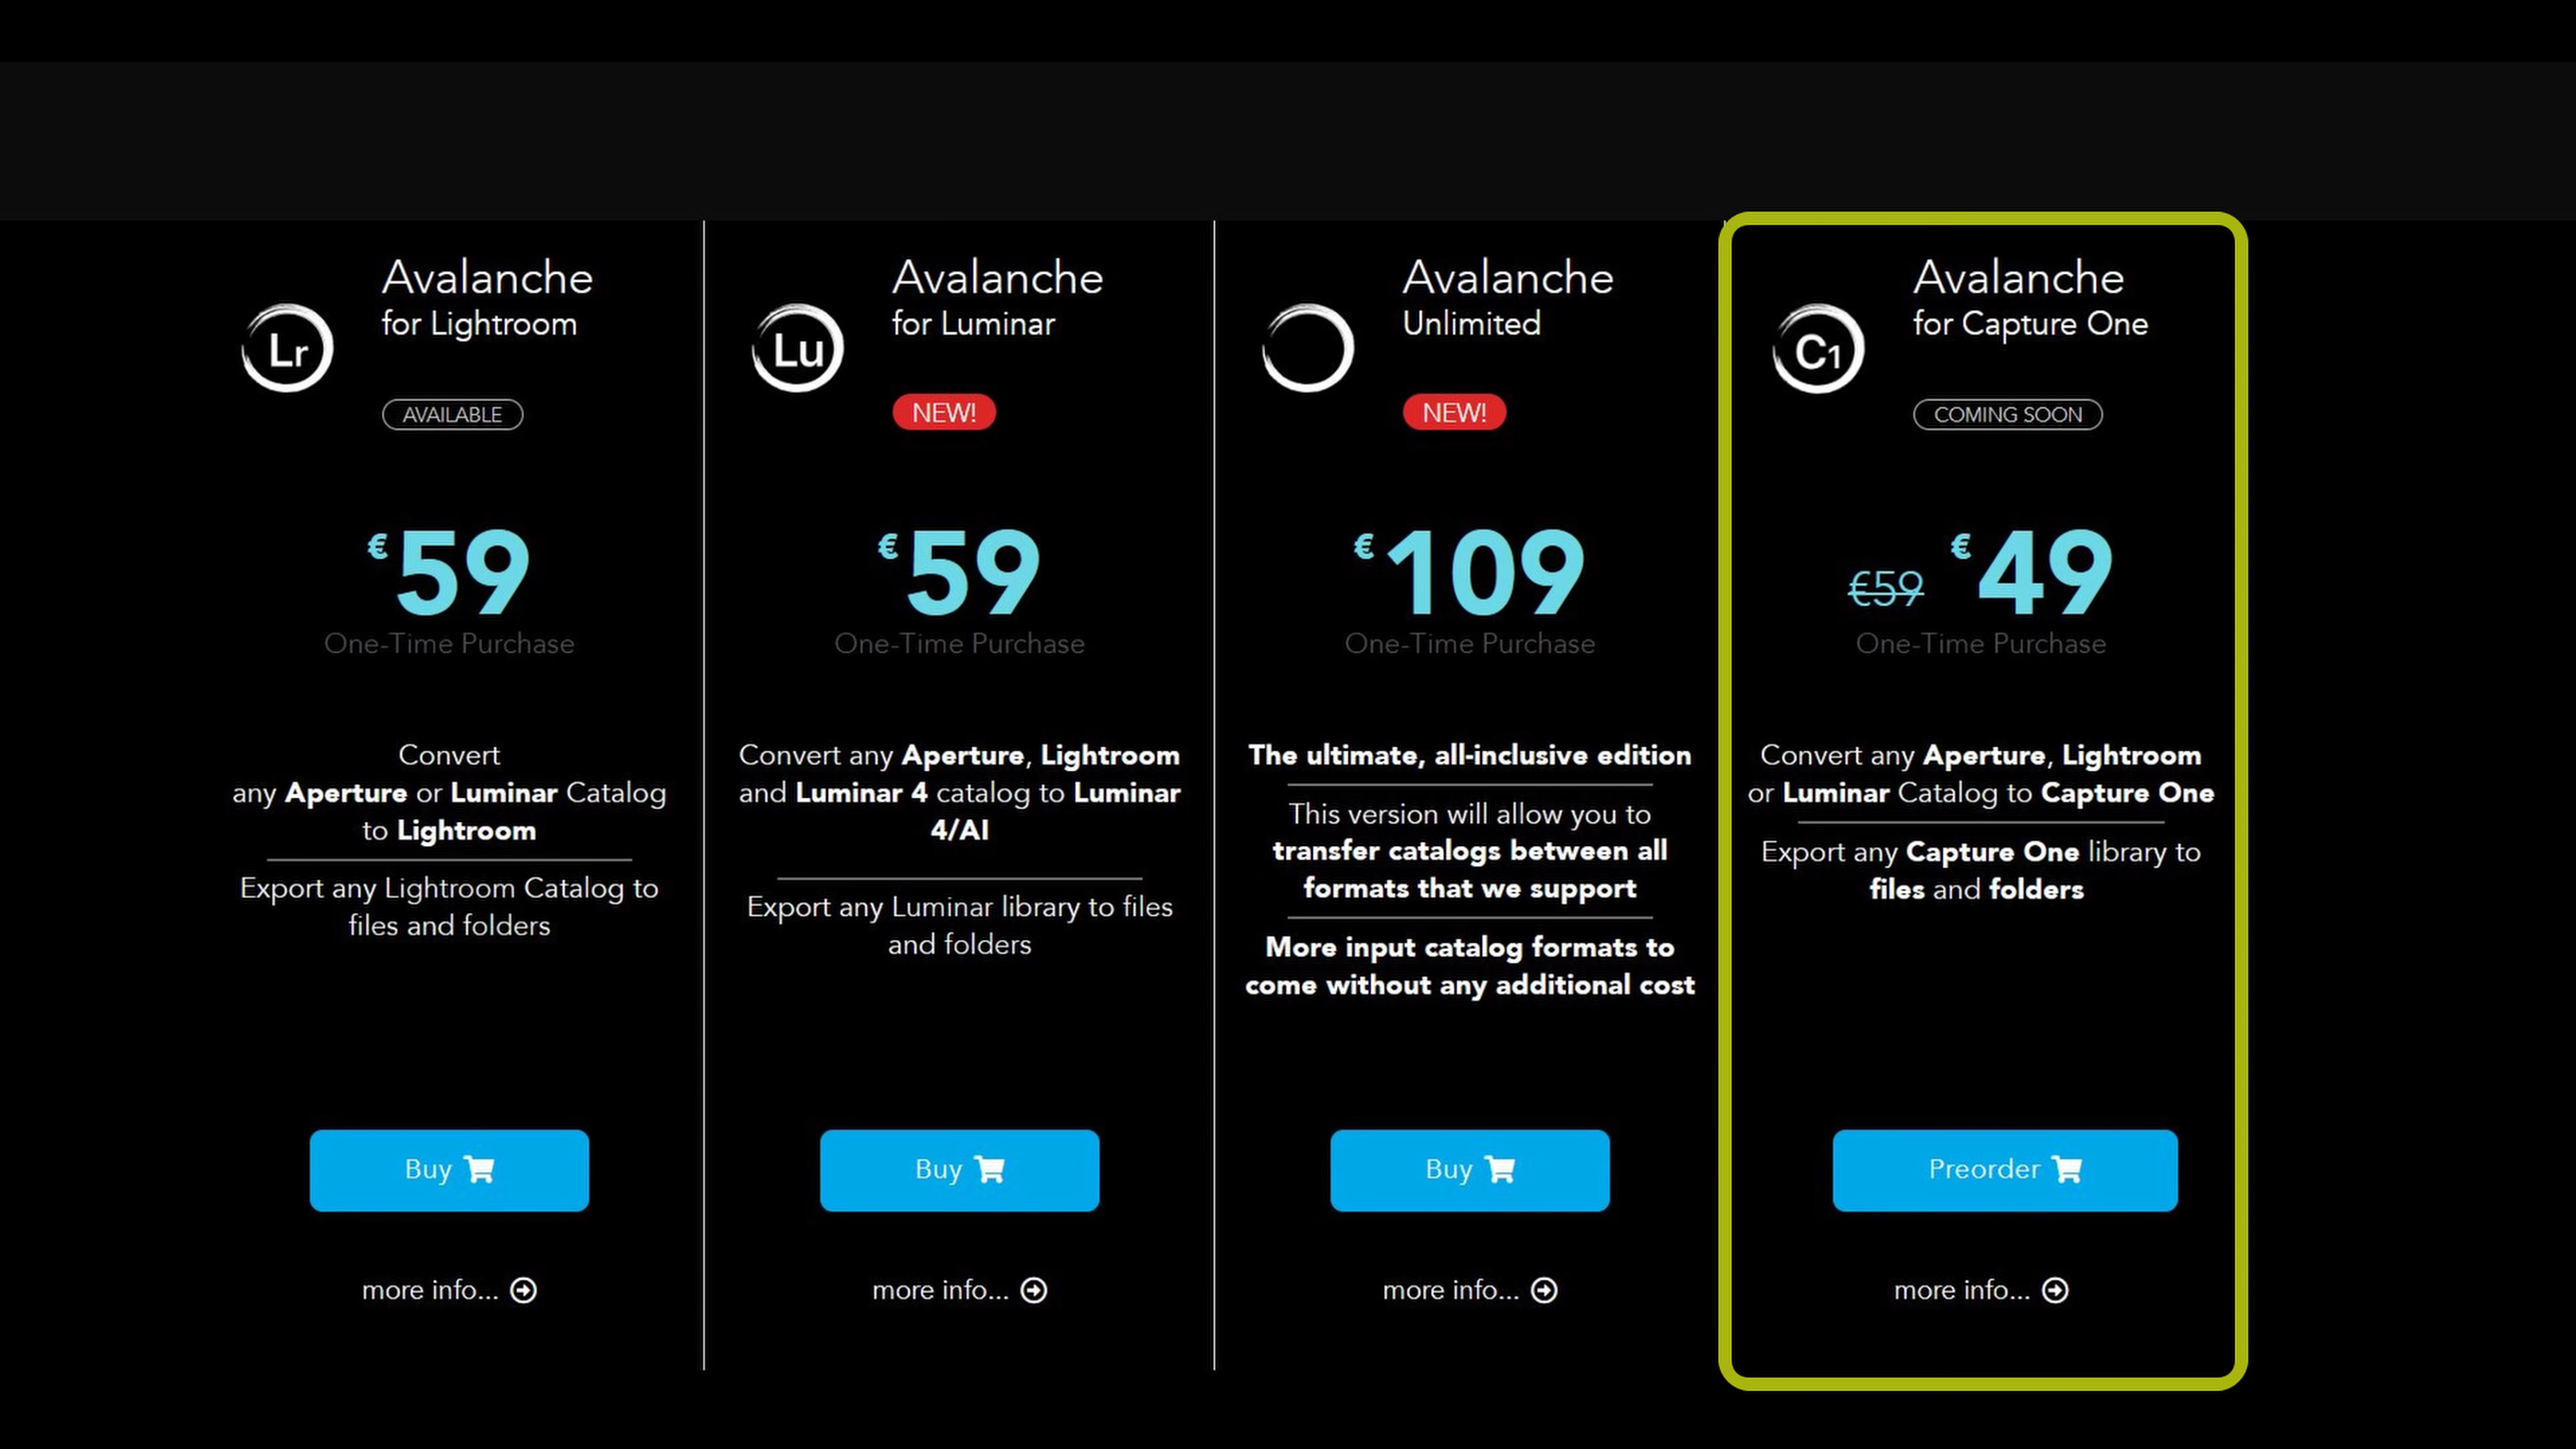 Avalanche
for Lightroom
Lr
AVAILABLE
€59
One-Time Purchase
Convert
any Aperture or Luminar Catalog
to Lightroom
Export any Lightroom Catalog to
files and folders
Buy
more info...
Avalanche
for Luminar
Lu
NEW!
€59
One-Time Purchase
Convert any Aperture, Lightroom
and Luminar 4 catalog to Luminar
4/AI
Export any Luminar library to files
and folders
Buy
more info...
Avalanche
Unlimited
NEW!
€109
One-Time Purchase
The ultimate, all-inclusive edition
This version will allow you to
transfer catalogs between all
formats that we support
More input catalog formats to
come without any additional cost
Buy
more info...
Avalanche
for Capture One
C1
COMING SOON
€59 €49
One-Time Purchase
Convert any Aperture, Lightroom
or Luminar Catalog to Capture One
Export any Capture One library to
files and folders
Preorder
more info...